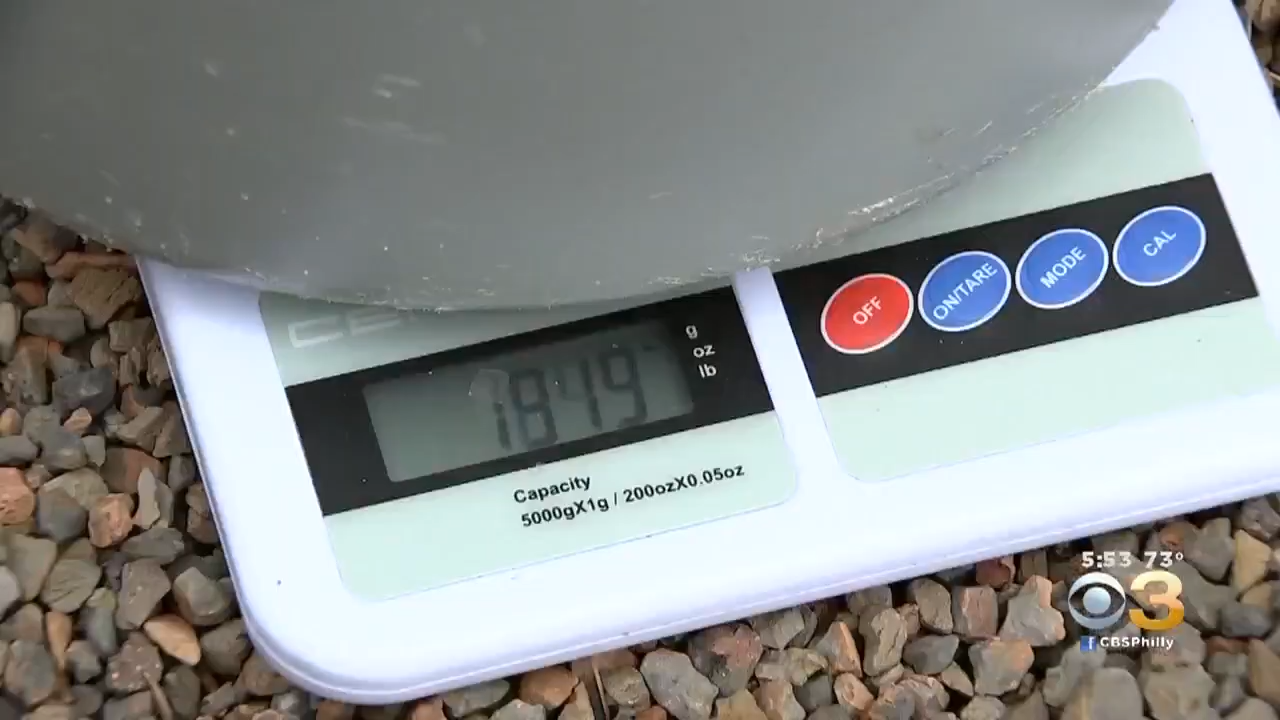 OFF
ON/TARE
MODE
CAL
1849
g
oz
lb
Capacity
5000gX1g / 200ozX0.05oz
5:53 73°
3
CBSPhilly